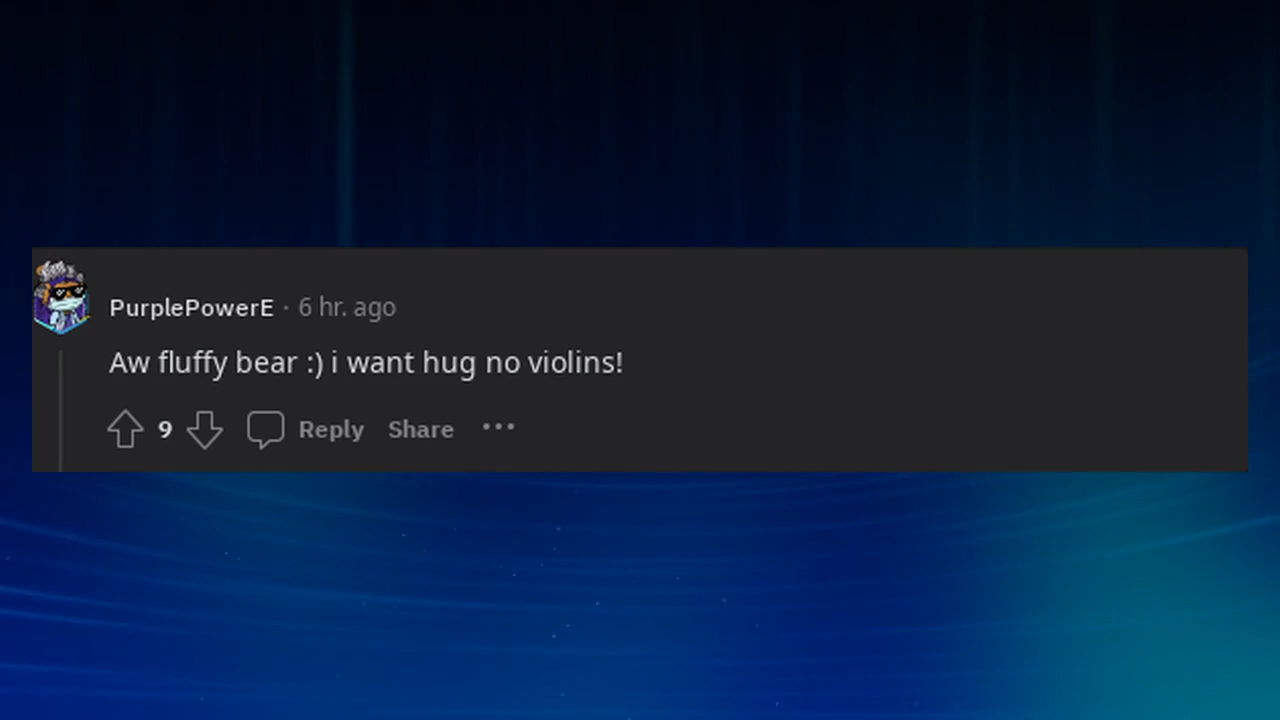 PurplePowerE · 6 hr. ago
Aw fluffy bear :) i want hug no violins!
9 Reply Share ···